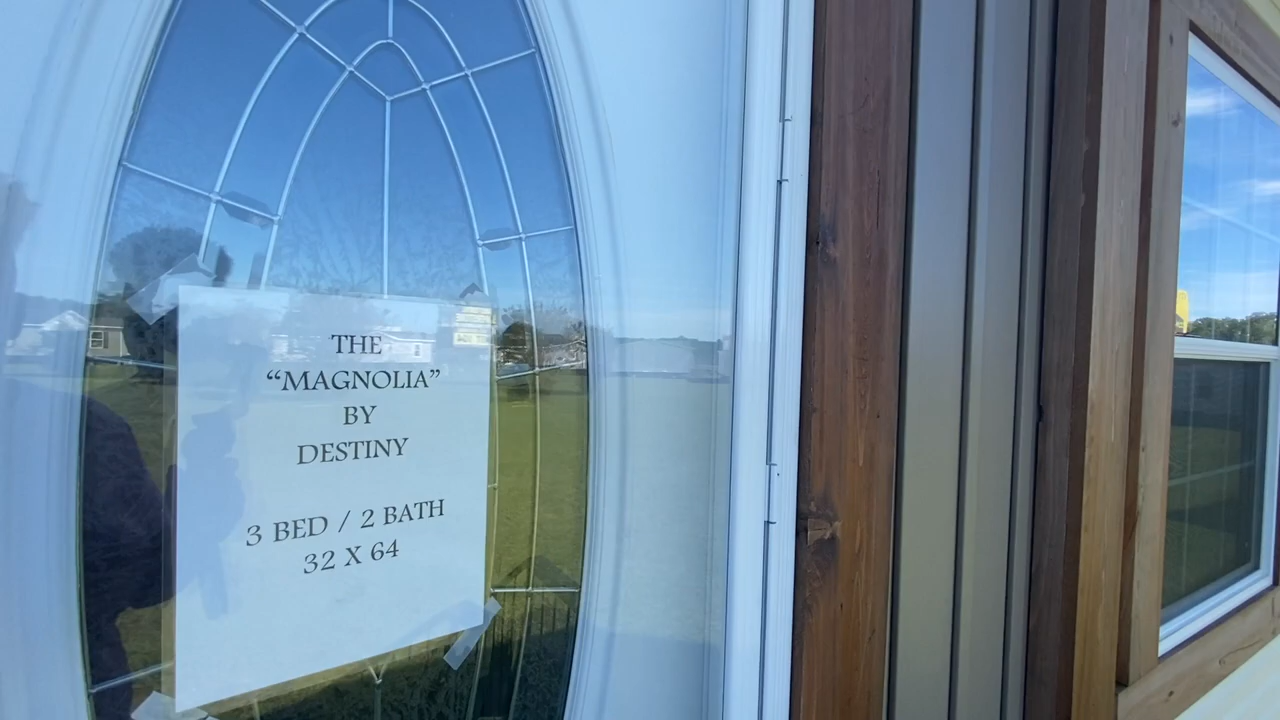 THE
“MAGNOLIA”
BY
DESTINY
3 BED / 2 BATH
32 X 64